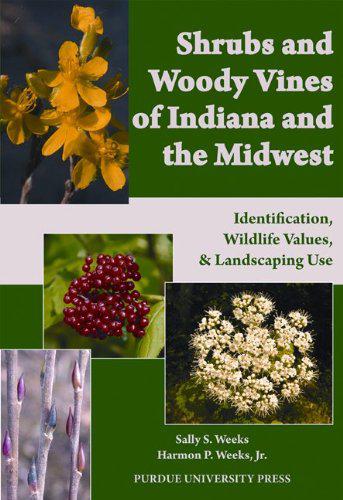 Shrubs and
Woody Vines
of Indiana and
the Midwest
Identification,
Wildlife Values,
& Landscaping Use
Sally S. Weeks
Harmon P. Weeks, Jr.
PURDUE UNIVERSITY PRESS